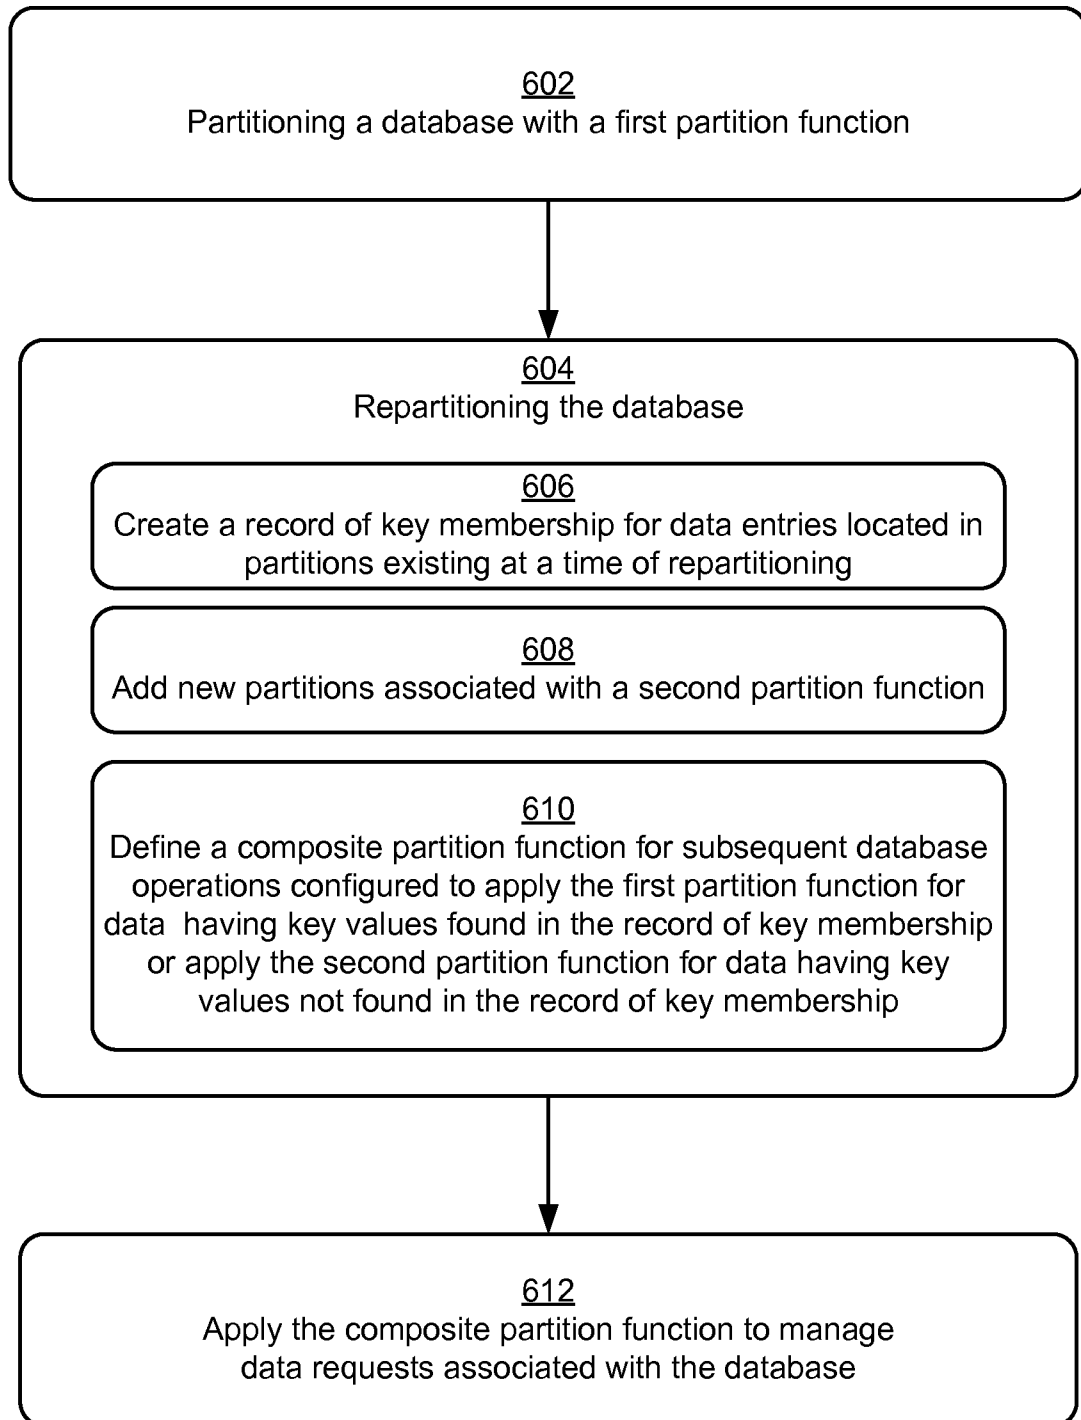 602
Partitioning a database with a first partition function
604
Repartitioning the database
606
Create a record of key membership for data entries located in
partitions existing at a time of repartitioning
608
Add new partitions associated with a second partition function
610
Define a composite partition function for subsequent database
operations configured to apply the first partition function for
data having key values found in the record of key membership
or apply the second partition function for data having key
values not found in the record of key membership
612
Apply the composite partition function to manage
data requests associated with the database